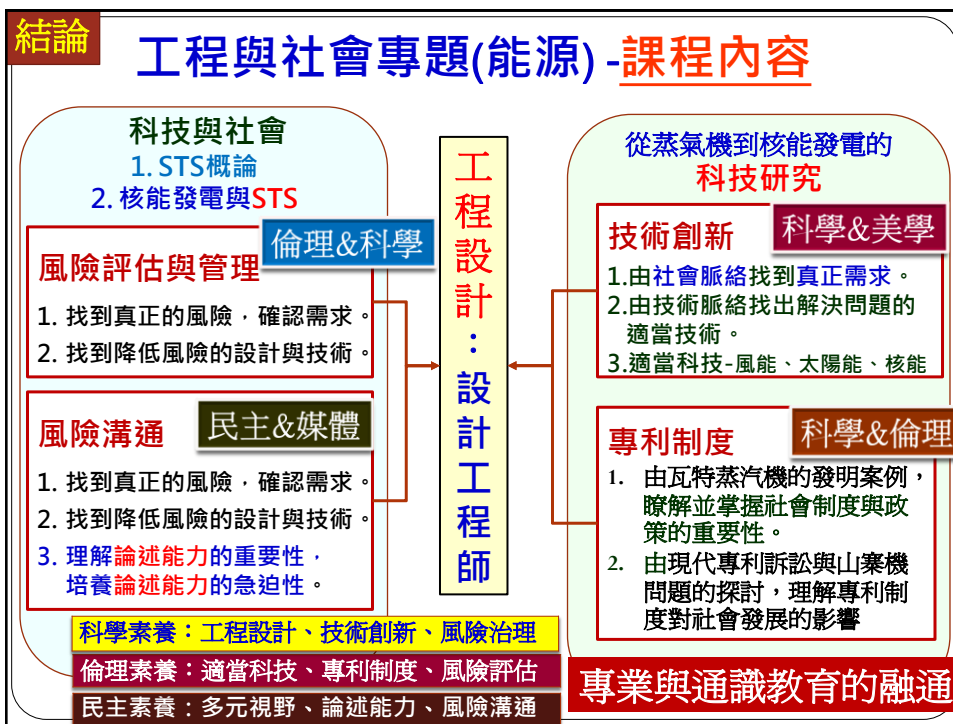 結論
工程與社會專題(能源) -課程內容
科技與社會
1. STS概論
2. 核能發電與STS
倫理&科學
風險評估與管理
1. 找到真正的風險，確認需求。
2. 找到降低風險的設計與技術。
民主&媒體
風險溝通
1. 找到真正的風險，確認需求。
2. 找到降低風險的設計與技術。
3. 理解論述能力的重要性，
培養論述能力的急迫性。
工程設計：設計工程師
從蒸氣機到核能發電的
科技研究
科學&美學
技術創新
1.由社會脈絡找到真正需求。
2.由技術脈絡找出解決問題的
適當技術。
3.適當科技-風能、太陽能、核能
科學&倫理
專利制度
1. 由瓦特蒸汽機的發明案例，
瞭解並掌握社會制度與政
策的重要性。
2. 由現代專利訴訟與山寨機
問題的探討，理解專利制
度對社會發展的影響
科學素養：工程設計、技術創新、風險治理
倫理素養：適當科技、專利制度、風險評估
民主素養：多元視野、論述能力、風險溝通
專業與通識教育的融通